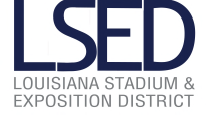 LSED
LOUISIANA STADIUM &
EXPOSITION DISTRICT